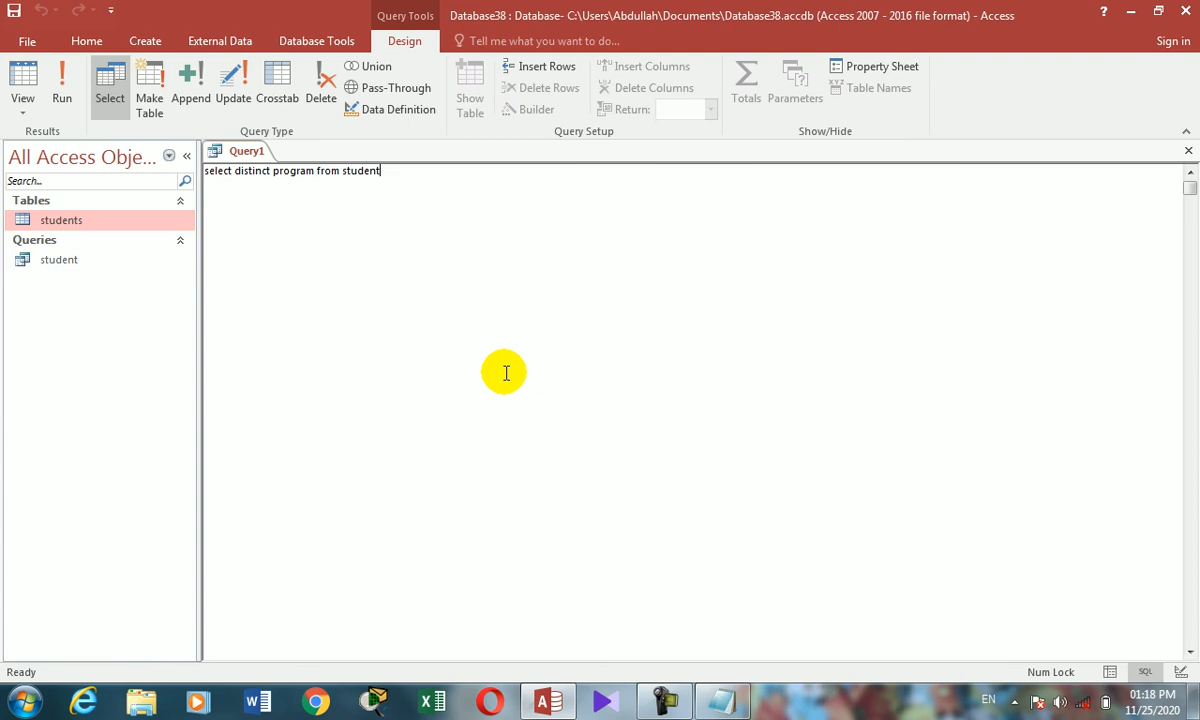 Query Tools
Database38 : Database- C:\Users\Abdullah\Documents\Database38.accdb (Access 2007 - 2016 file format) - Access
?
File
Home
Create
External Data
Database Tools
Design
Tell me what you want to do...
Sign in
View
Run
Select
Make
Table
Append
Update
Crosstab
Delete
Union
Pass-Through
Data Definition
Show
Table
Insert Rows
Delete Rows
Builder
Insert Columns
Delete Columns
Return:
Totals
Parameters
Property Sheet
Table Names
Results
Query Type
Query Setup
Show/Hide
All Access Obje...
Search...
Tables
students
Queries
student
Query1
select distinct program from student
Ready
Num Lock
SQL
EN
01:18 PM
11/25/2020